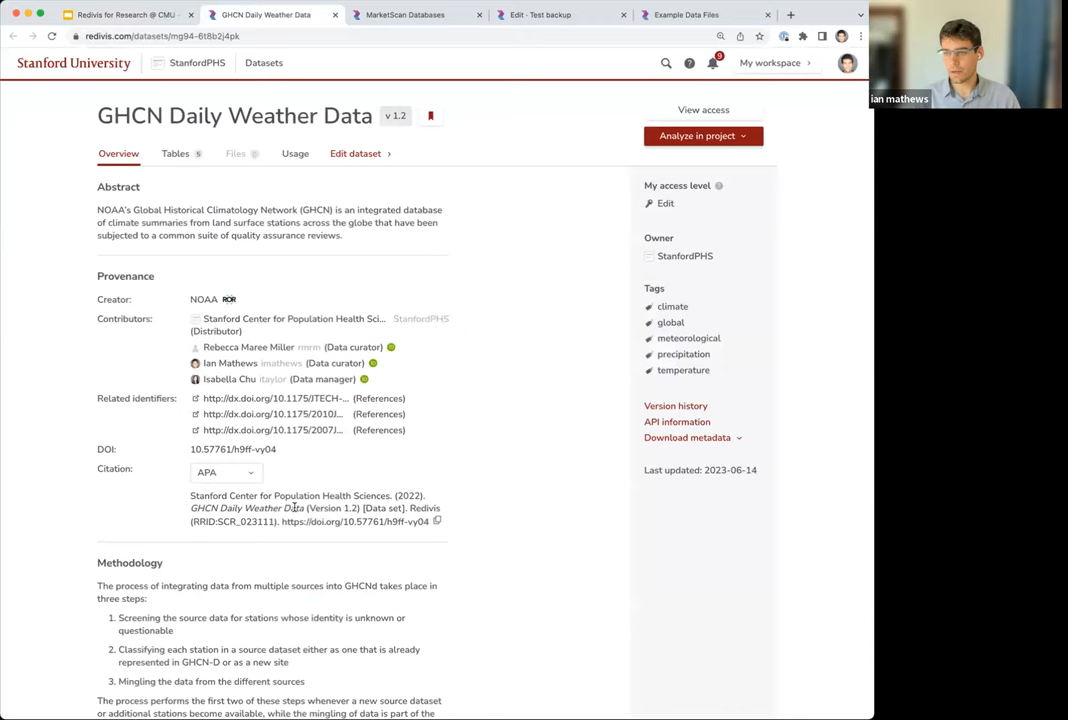 Redivis for Research @ CMU -
GHCN Daily Weather Data
MarketScan Databases
Edit · Test backup
Example Data Files
redivis.com/datasets/mg94-6t8b2j4pk
Stanford University
StanfordPHS
Datasets
9
My workspace
ian mathews
GHCN Daily Weather Data
v 1.2
View access
Analyze in project
Overview
Tables 5
Files 0
Usage
Edit dataset
Abstract
NOAA's Global Historical Climatology Network (GHCN) is an integrated database
of climate summaries from land surface stations across the globe that have been
subjected to a common suite of quality assurance reviews.
Provenance
Creator: NOAA ROR
Contributors: Stanford Center for Population Health Sci... StanfordPHS
(Distributor)
Rebecca Maree Miller rmrm (Data curator)
Ian Mathews imathews (Data curator)
Isabella Chu itaylor (Data manager)
Related identifiers: http://dx.doi.org/10.1175/JTECH-... (References)
http://dx.doi.org/10.1175/2010J... (References)
http://dx.doi.org/10.1175/2007J... (References)
DOI: 10.57761/h9ff-vy04
Citation: APA
Stanford Center for Population Health Sciences. (2022).
GHCN Daily Weather Data (Version 1.2) [Data set]. Redivis
(RRID:SCR_023111). https://doi.org/10.57761/h9ff-vy04
Methodology
The process of integrating data from multiple sources into GHCNd takes place in
three steps:
1. Screening the source data for stations whose identity is unknown or
questionable
2. Classifying each station in a source dataset either as one that is already
represented in GHCN-D or as a new site
3. Mingling the data from the different sources
The process performs the first two of these steps whenever a new source dataset
or additional stations become available, while the mingling of data is part of the
My access level
Edit
Owner
StanfordPHS
Tags
climate
global
meteorological
precipitation
temperature
Version history
API information
Download metadata
Last updated: 2023-06-14